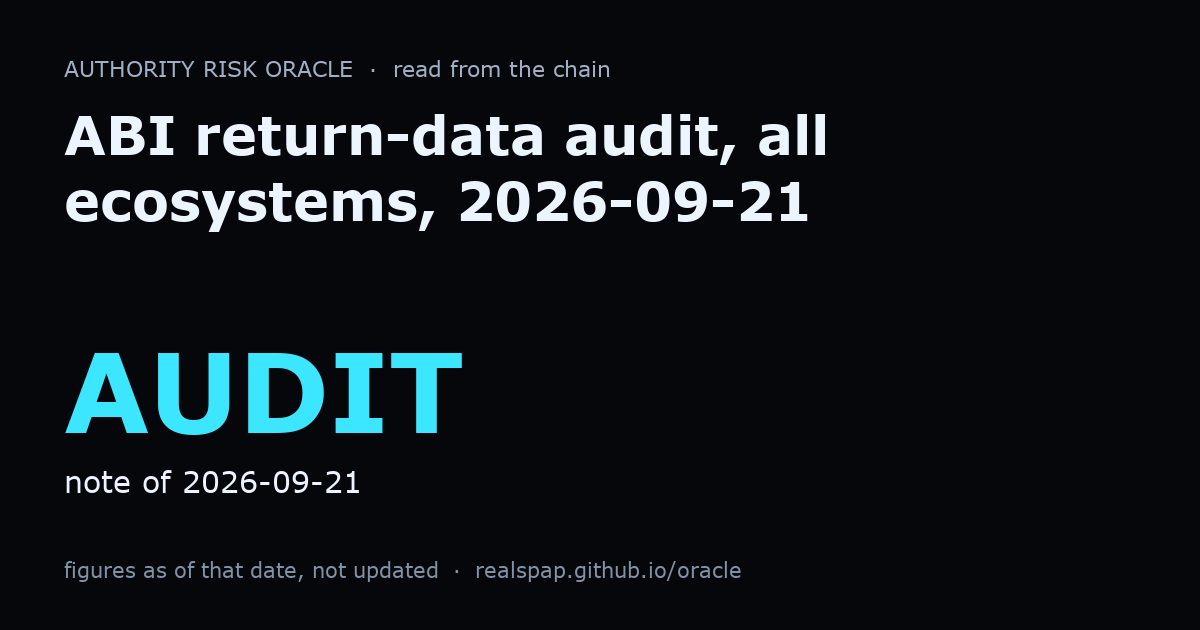 AUTHORITY RISK ORACLE · read from the chain
ABI return-data audit, all
ecosystems, 2026-09-21
AUDIT
note of 2026-09-21
figures as of that date, not updated · realspap.github.io/oracle